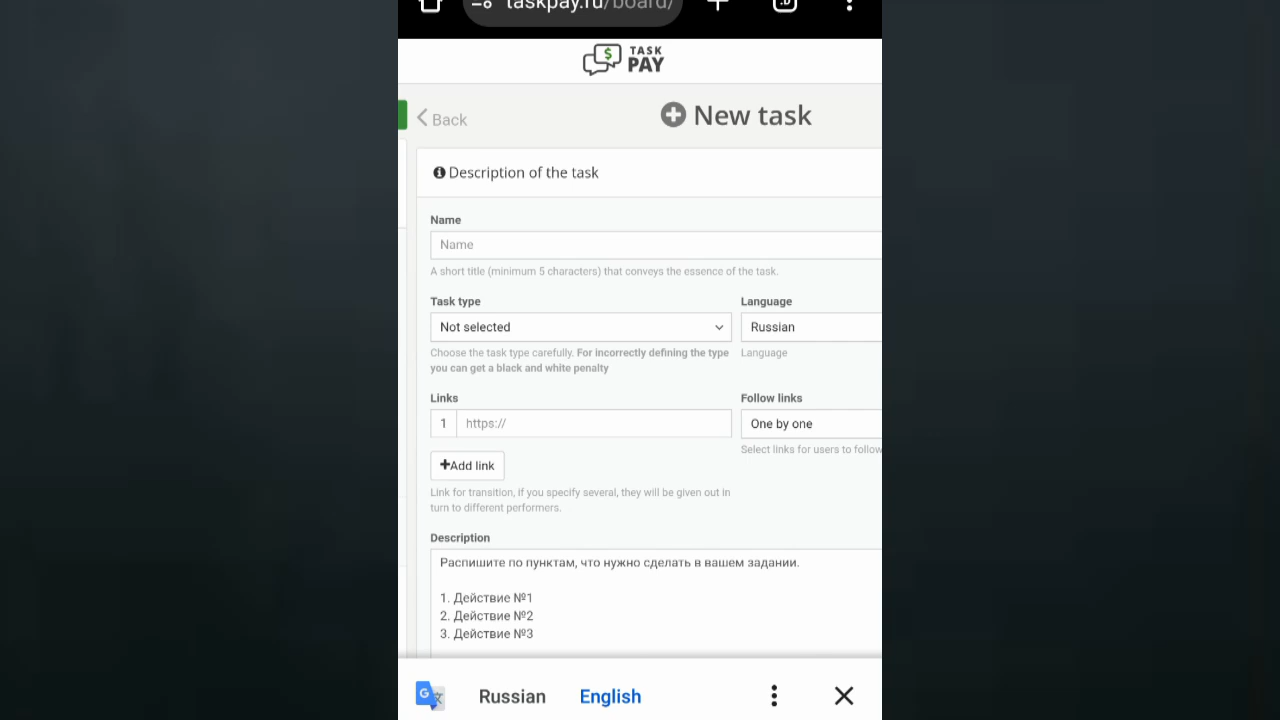 taskpay.ru/board/
TASK
PAY
Back
New task
Description of the task
Name
Name
A short title (minimum 5 characters) that conveys the essence of the task.
Task type
Language
Not selected
Russian
Choose the task type carefully. For incorrectly defining the type
you can get a black and white penalty
Language
Links
Follow links
1
https://
One by one
Select links for users to follow
+Add link
Link for transition, if you specify several, they will be given out in
turn to different performers.
Description
Распишите по пунктам, что нужно сделать в вашем задании.
1. Действие №1
2. Действие №2
3. Действие №3
Russian
English